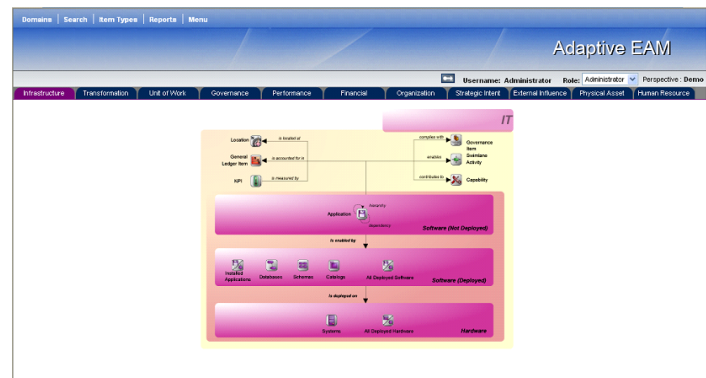 Domains | Search | Item Types | Reports | Menu
Adaptive EAM
Username: Administrator Role: Administrator Perspective : Demo
Infrastructure Transformation Unit of Work Governance Performance Financial Organization Strategic Intent External Influence Physical Asset Human Resource
IT
Location is located at complies with Governance Item
General Ledger Item is accounted for in enables Business Activity
KPI is measured by contributes to Capability
hierarchy
Application
dependency
Software (Not Deployed)
is enabled by
Installed Applications Databases Schemas Catalogs All Deployed Software
Software (Deployed)
is deployed on
Systems All Deployed Hardware Hardware